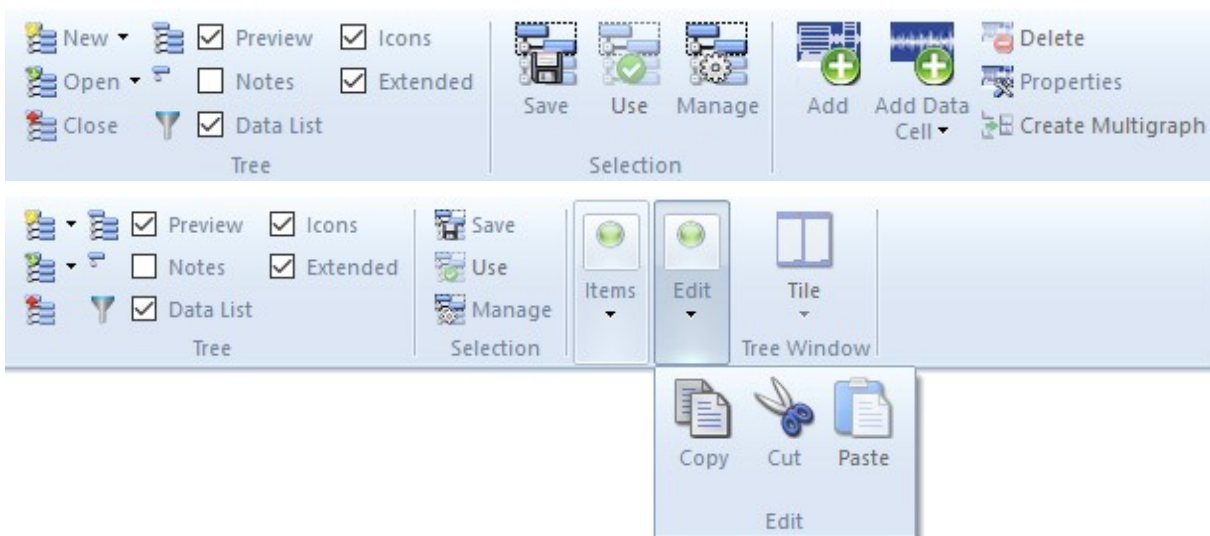 New Preview Icons Save Use Manage Add Add Data Cell Delete
Open Notes Extended Properties
Close Data List Create Multigraph
Tree Selection
Preview Icons Save Items Edit Tile
Notes Extended Use
Data List Manage
Tree Selection Tree Window
Copy Cut Paste
Edit